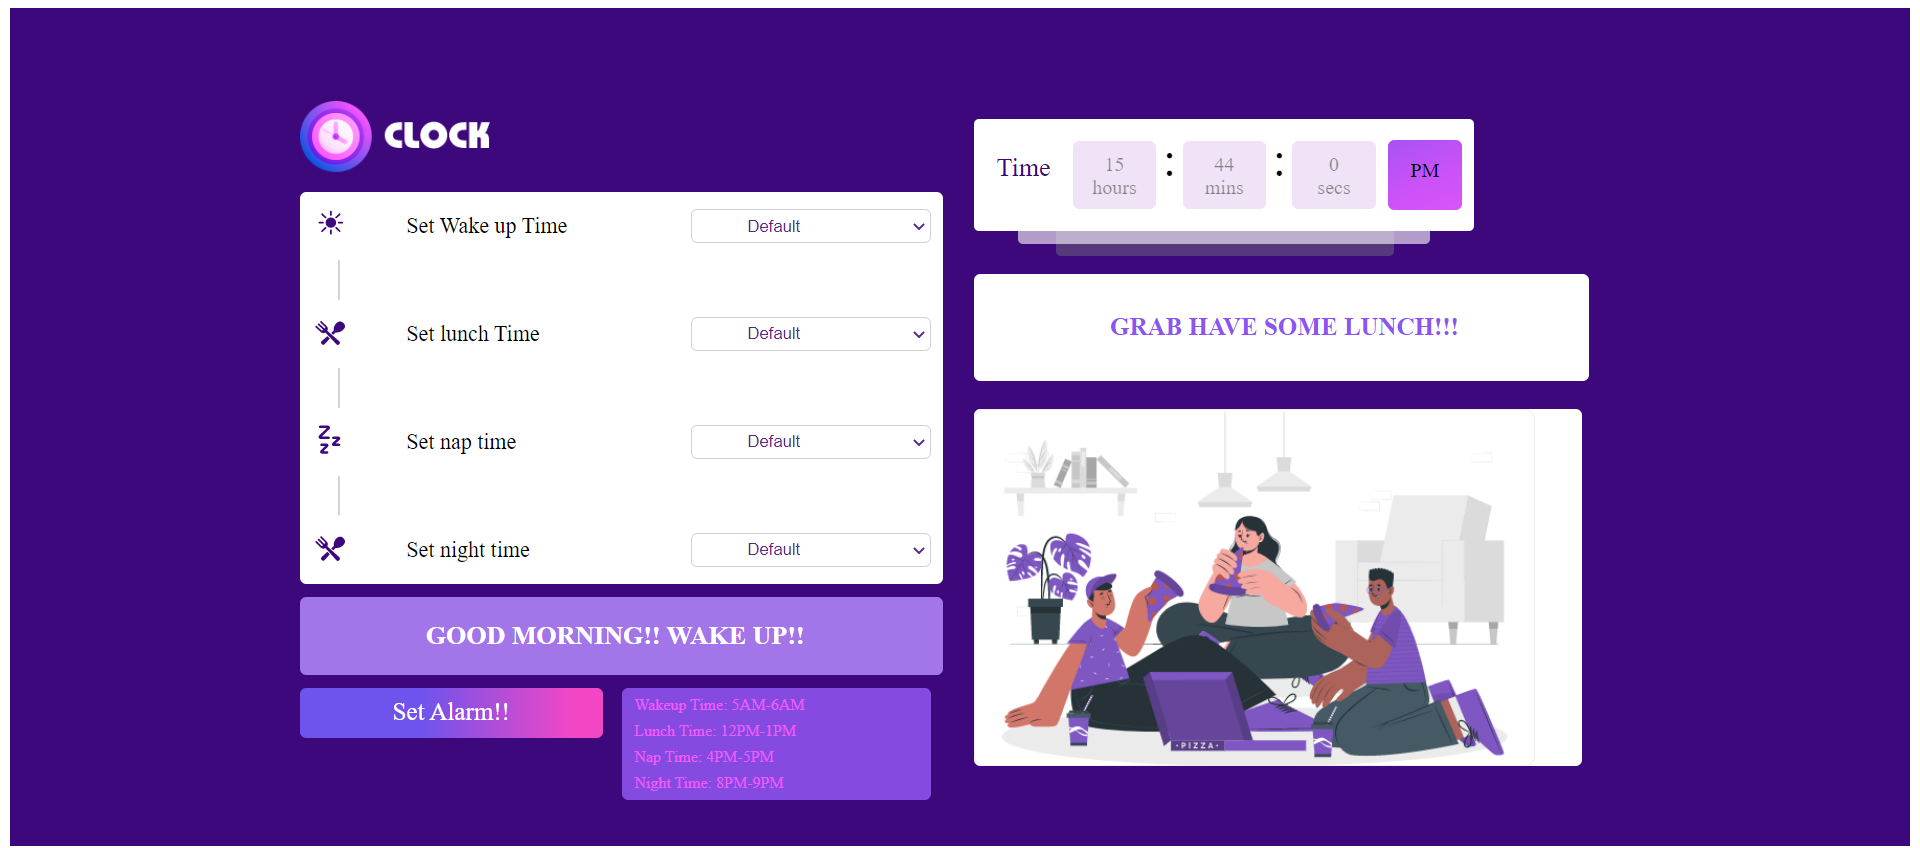 CLOCK
Set Wake up Time Default
Set lunch Time Default
Set nap time Default
Set night time Default
GOOD MORNING!! WAKE UP!!
Set Alarm!!
Wakeup Time: 5AM-6AM
Lunch Time: 12PM-1PM
Nap Time: 4PM-5PM
Night Time: 8PM-9PM
Time 15 hours : 44 mins : 0 secs PM
GRAB HAVE SOME LUNCH!!!
• PIZZA •